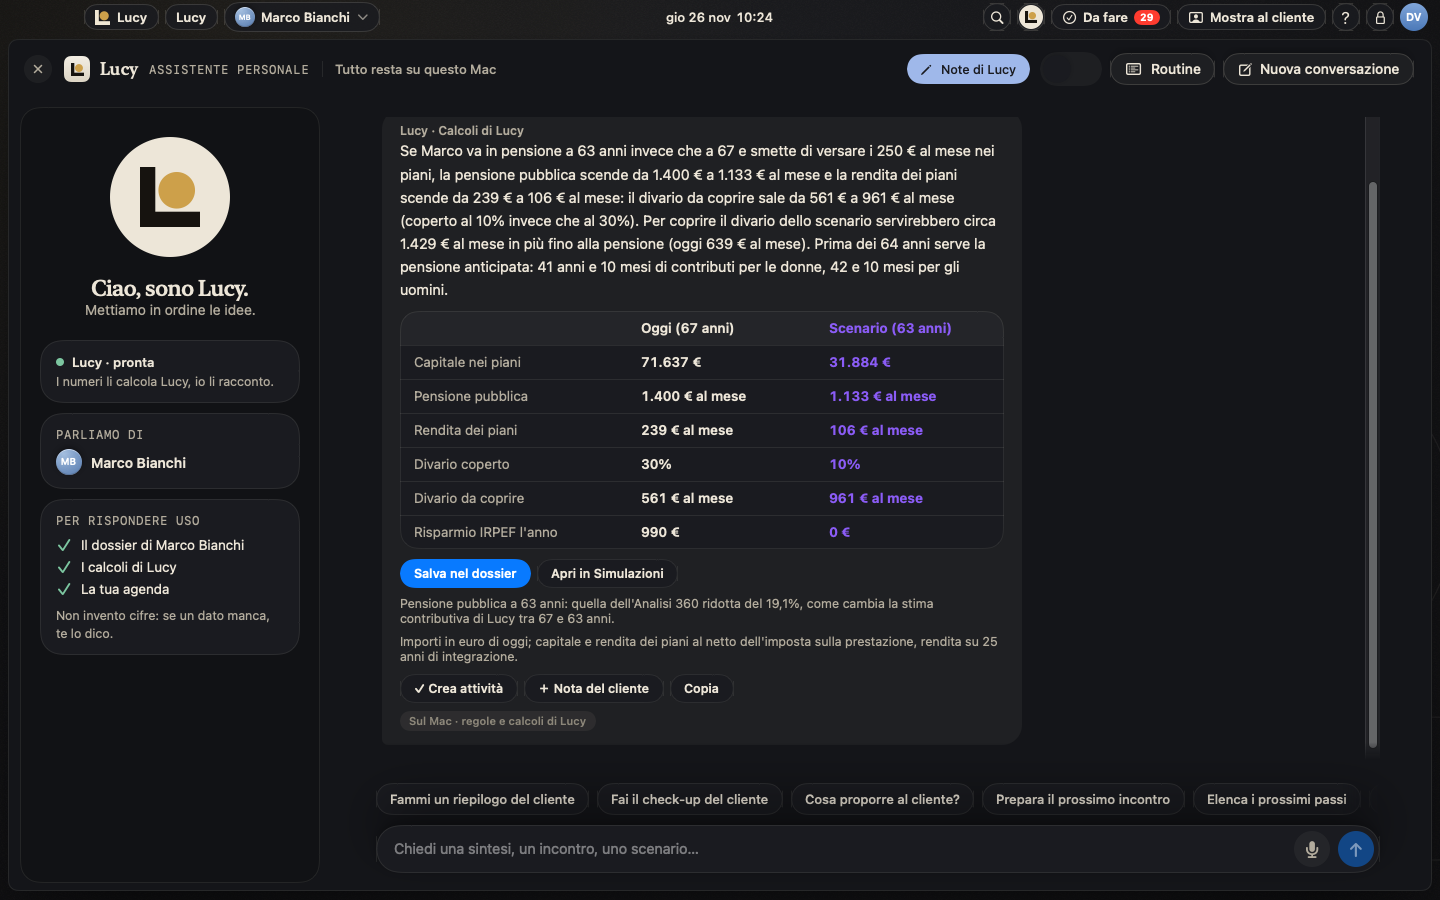 Lucy
Lucy
MB Marco Bianchi
gio 26 nov 10:24
Da fare 29
Mostra al cliente
?
DV
Lucy ASSISTENTE PERSONALE
Tutto resta su questo Mac
Note di Lucy
Routine
Nuova conversazione
Ciao, sono Lucy.
Mettiamo in ordine le idee.
Lucy · pronta
I numeri li calcola Lucy, io li racconto.
PARLIAMO DI
MB Marco Bianchi
PER RISPONDERE USO
Il dossier di Marco Bianchi
I calcoli di Lucy
La tua agenda
Non invento cifre: se un dato manca,
te lo dico.
Lucy · Calcoli di Lucy
Se Marco va in pensione a 63 anni invece che a 67 e smette di versare i 250 € al mese nei
piani, la pensione pubblica scende da 1.400 € a 1.133 € al mese e la rendita dei piani
scende da 239 € a 106 € al mese: il divario da coprire sale da 561 € a 961 € al mese
(coperto al 10% invece che al 30%). Per coprire il divario dello scenario servirebbero circa
1.429 € al mese in più fino alla pensione (oggi 639 € al mese). Prima dei 64 anni serve la
pensione anticipata: 41 anni e 10 mesi di contributi per le donne, 42 e 10 mesi per gli
uomini.
Oggi (67 anni) Scenario (63 anni)
Capitale nei piani 71.637 € 31.884 €
Pensione pubblica 1.400 € al mese 1.133 € al mese
Rendita dei piani 239 € al mese 106 € al mese
Divario coperto 30% 10%
Divario da coprire 561 € al mese 961 € al mese
Risparmio IRPEF l'anno 990 € 0 €
Salva nel dossier
Apri in Simulazioni
Pensione pubblica a 63 anni: quella dell'Analisi 360 ridotta del 19,1%, come cambia la stima
contributiva di Lucy tra 67 e 63 anni.
Importi in euro di oggi; capitale e rendita dei piani al netto dell'imposta sulla prestazione, rendita su 25
anni di integrazione.
Crea attività
+ Nota del cliente
Copia
Sul Mac · regole e calcoli di Lucy
Fammi un riepilogo del cliente
Fai il check-up del cliente
Cosa proporre al cliente?
Prepara il prossimo incontro
Elenca i prossimi passi
Chiedi una sintesi, un incontro, uno scenario...